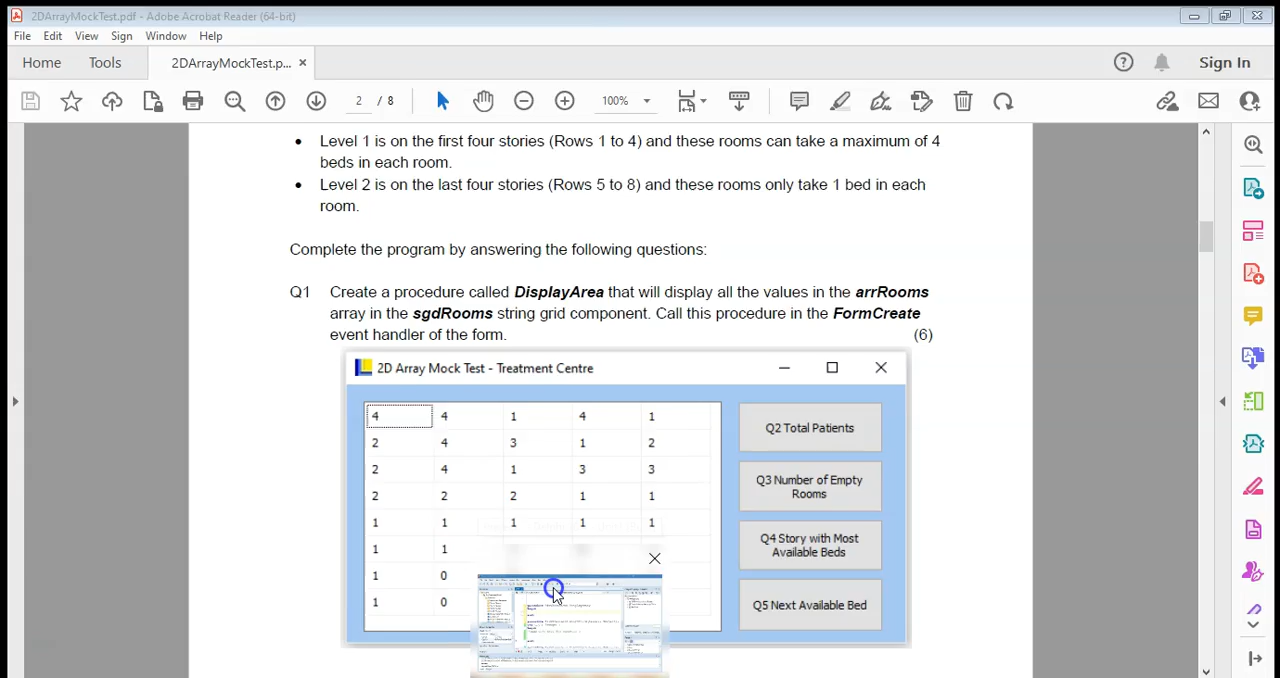 2DArrayMockTest.pdf - Adobe Acrobat Reader (64-bit)
File Edit View Sign Window Help
Home Tools 2DArrayMockTest.p... × Sign In
2 / 8 100%
• Level 1 is on the first four stories (Rows 1 to 4) and these rooms can take a maximum of 4
beds in each room.
• Level 2 is on the last four stories (Rows 5 to 8) and these rooms only take 1 bed in each
room.
Complete the program by answering the following questions:
Q1 Create a procedure called DisplayArea that will display all the values in the arrRooms
array in the sgdRooms string grid component. Call this procedure in the FormCreate
event handler of the form. (6)
2D Array Mock Test - Treatment Centre
4 4 1 4 1
2 4 3 1 2
2 4 1 3 3
2 2 2 1 1
1 1 1 1 1
1 1
1 0
1 0
Q2 Total Patients
Q3 Number of Empty
Rooms
Q4 Story with Most
Available Beds
Q5 Next Available Bed